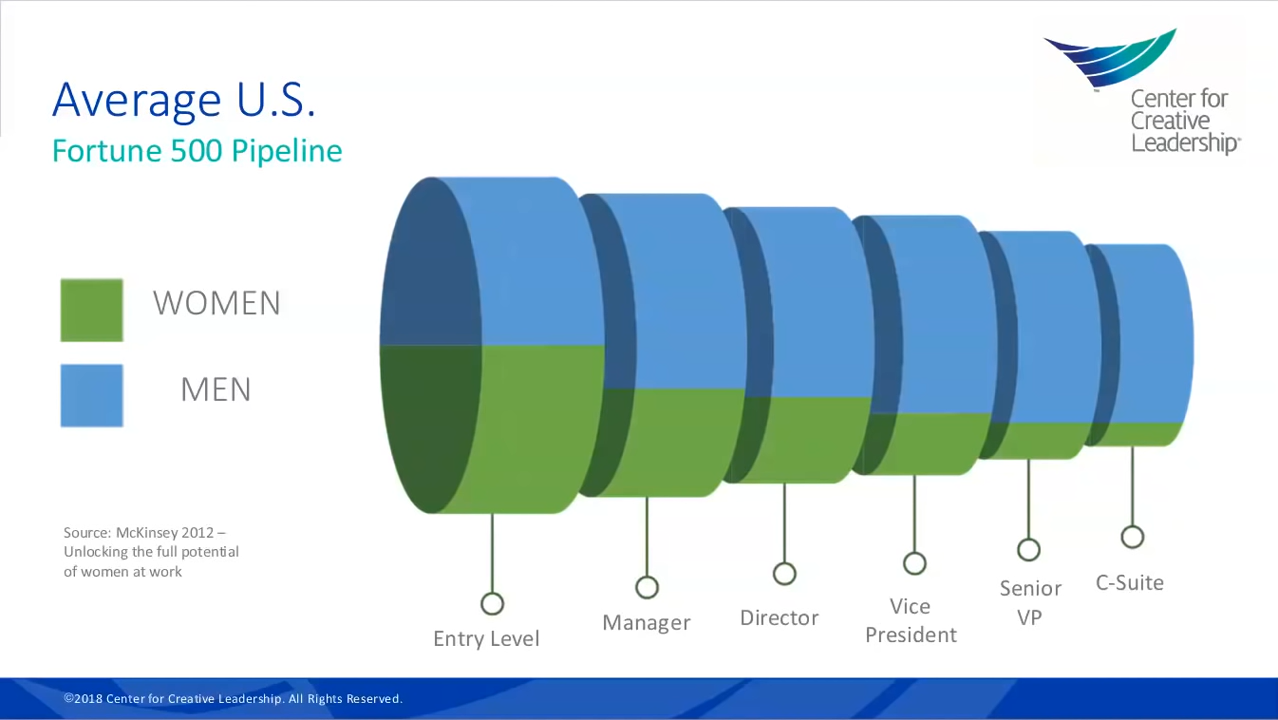 Average U.S.
Fortune 500 Pipeline
Center for
Creative
Leadership®
™
WOMEN
MEN
Source: McKinsey 2012 –
Unlocking the full potential
of women at work
Entry Level
Manager
Director
Vice
President
Senior
VP
C-Suite
©2018 Center for Creative Leadership. All Rights Reserved.